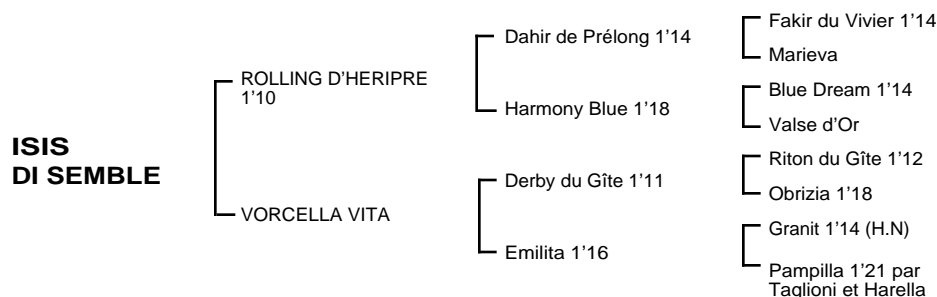 ISIS
DI SEMBLE
ROLLING D'HERIPRE
1'10
VORCELLA VITA
Dahir de Prélong 1'14
Harmony Blue 1'18
Derby du Gîte 1'11
Emilita 1'16
Fakir du Vivier 1'14
Marieva
Blue Dream 1'14
Valse d'Or
Riton du Gîte 1'12
Obrizia 1'18
Granit 1'14 (H.N)
Pampilla 1'21 par
Taglioni et Harella